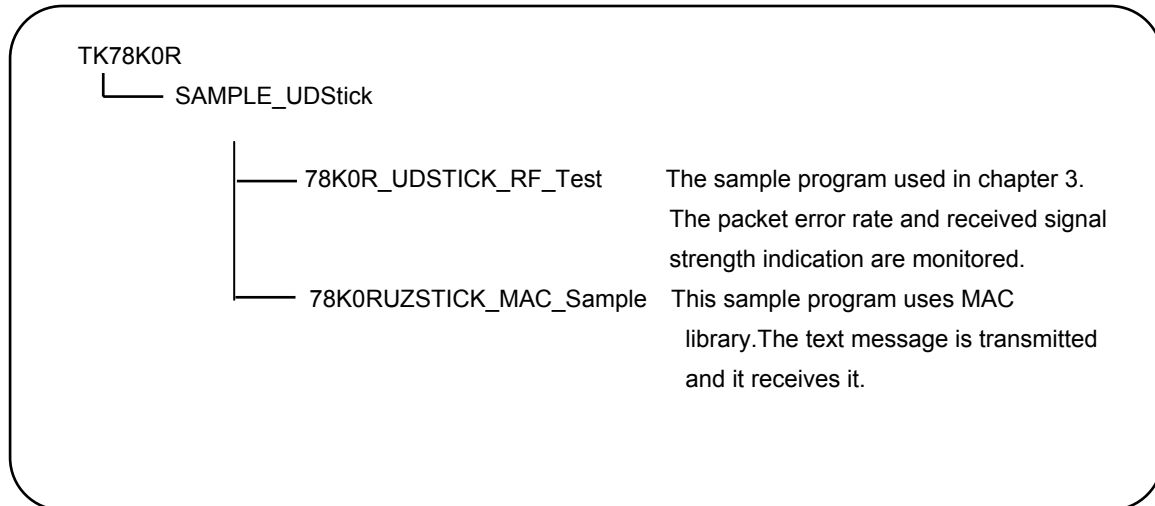 TK78K0R
SAMPLE_UDStick
78K0R_UDSTICK_RF_Test The sample program used in chapter 3.
The packet error rate and received signal
strength indication are monitored.
78K0RUZSTICK_MAC_Sample This sample program uses MAC
library.The text message is transmitted
and it receives it.